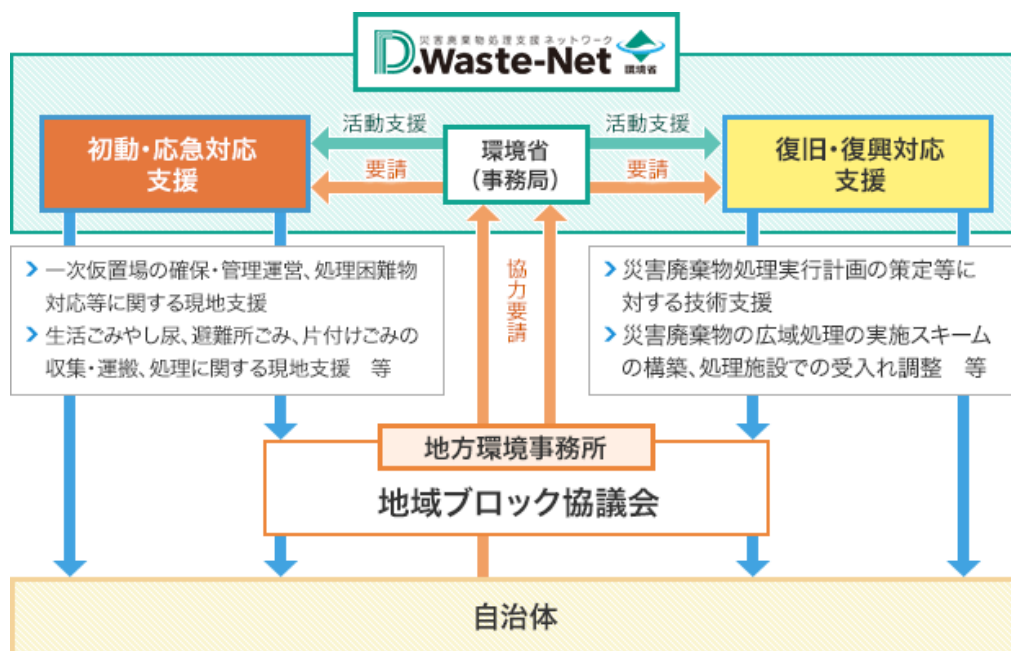 災害廃棄物処理支援ネットワーク
D.Waste-Net
環境省
活動支援
活動支援
初動・応急対応
支援
環境省
（事務局）
復旧・復興対応
支援
要請
要請
一次仮置場の確保・管理運営、処理困難物
対応等に関する現地支援
生活ごみやし尿、避難所ごみ、片付けごみの
収集・運搬、処理に関する現地支援　等
協力要請
災害廃棄物処理実行計画の策定等に
対する技術支援
災害廃棄物の広域処理の実施スキーム
の構築、処理施設での受入れ調整　等
地方環境事務所
地域ブロック協議会
自治体